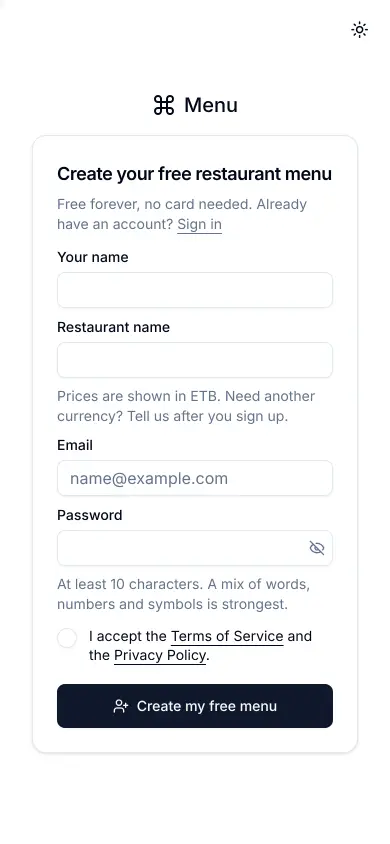 Menu
Create your free restaurant menu
Free forever, no card needed. Already
have an account? Sign in
Your name
Restaurant name
Prices are shown in ETB. Need another
currency? Tell us after you sign up.
Email
name@example.com
Password
At least 10 characters. A mix of words,
numbers and symbols is strongest.
I accept the Terms of Service and
the Privacy Policy.
Create my free menu